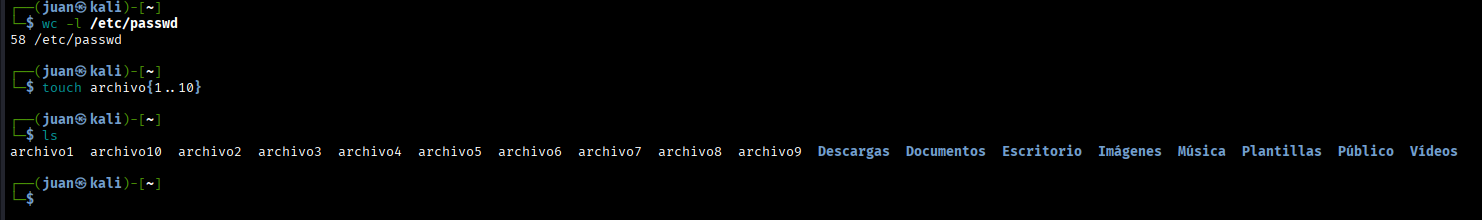 ┌──(juan㉿kali)-[~]
└─$ wc -l /etc/passwd
58 /etc/passwd
┌──(juan㉿kali)-[~]
└─$ touch archivo{1..10}
┌──(juan㉿kali)-[~]
└─$ ls
archivo1  archivo10  archivo2  archivo3  archivo4  archivo5  archivo6  archivo7  archivo8  archivo9  Descargas  Documentos  Escritorio  Imágenes  Música  Plantillas  Público  Vídeos
┌──(juan㉿kali)-[~]
└─$